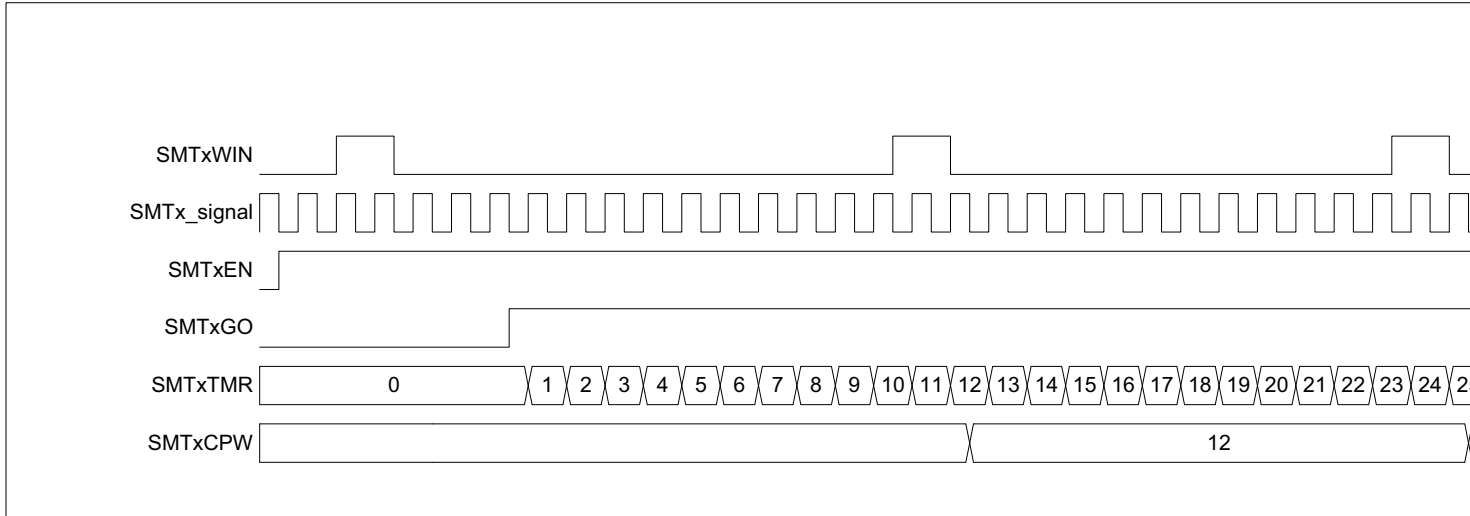 SMTxWIN
SMTx_signal
SMTxEN
SMTxGO
SMTxTMR 0 1 2 3 4 5 6 7 8 9 10 11 12 13 14 15 16 17 18 19 20 21 22 23 24 2
SMTxCPW 12